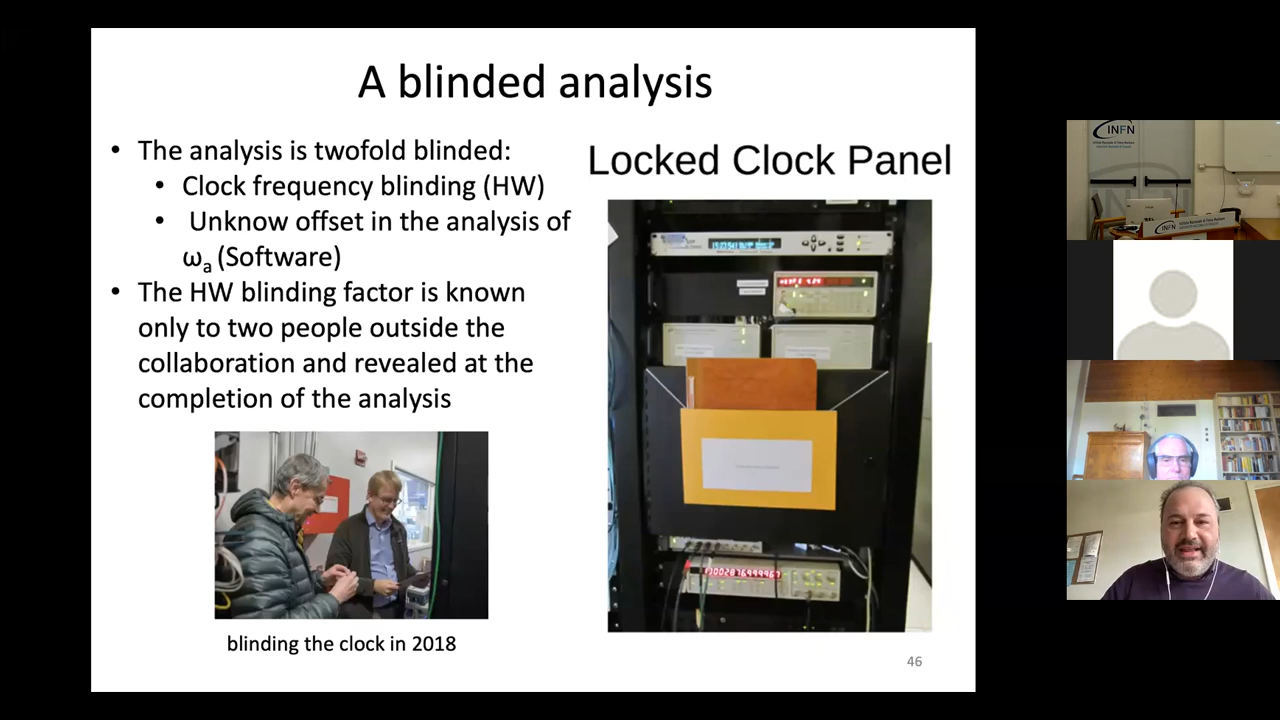 A blinded analysis
• The analysis is twofold blinded:
• Clock frequency blinding (HW)
• Unknow offset in the analysis of
ωa (Software)
• The HW blinding factor is known
only to two people outside the
collaboration and revealed at the
completion of the analysis
blinding the clock in 2018
Locked Clock Panel
46
INFN
INFN